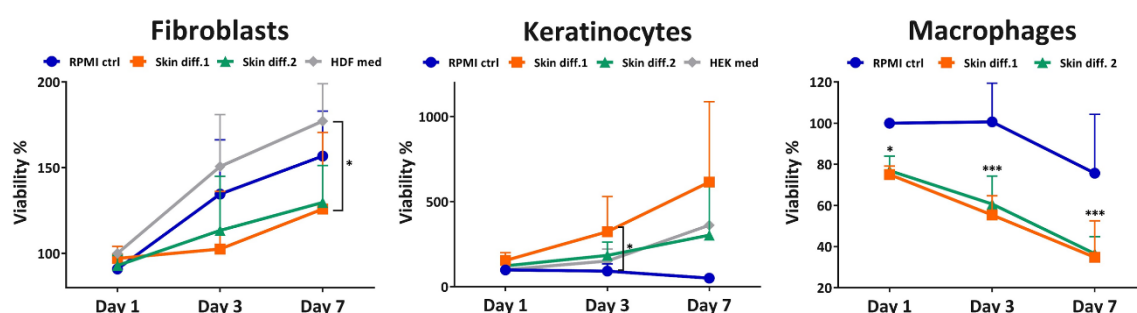 Fibroblasts
RPMI ctrl Skin diff.1 Skin diff.2 HDF med
200
150
100
Viability %
*
Day 1 Day 3 Day 7
Keratinocytes
RPMI ctrl Skin diff.1 Skin diff.2 HEK med
1000
500
0
Viability %
*
Day 1 Day 3 Day 7
Macrophages
RPMI ctrl Skin diff.1 Skin diff. 2
120
100
80
60
40
20
Viability %
*
***
***
Day 1 Day 3 Day 7